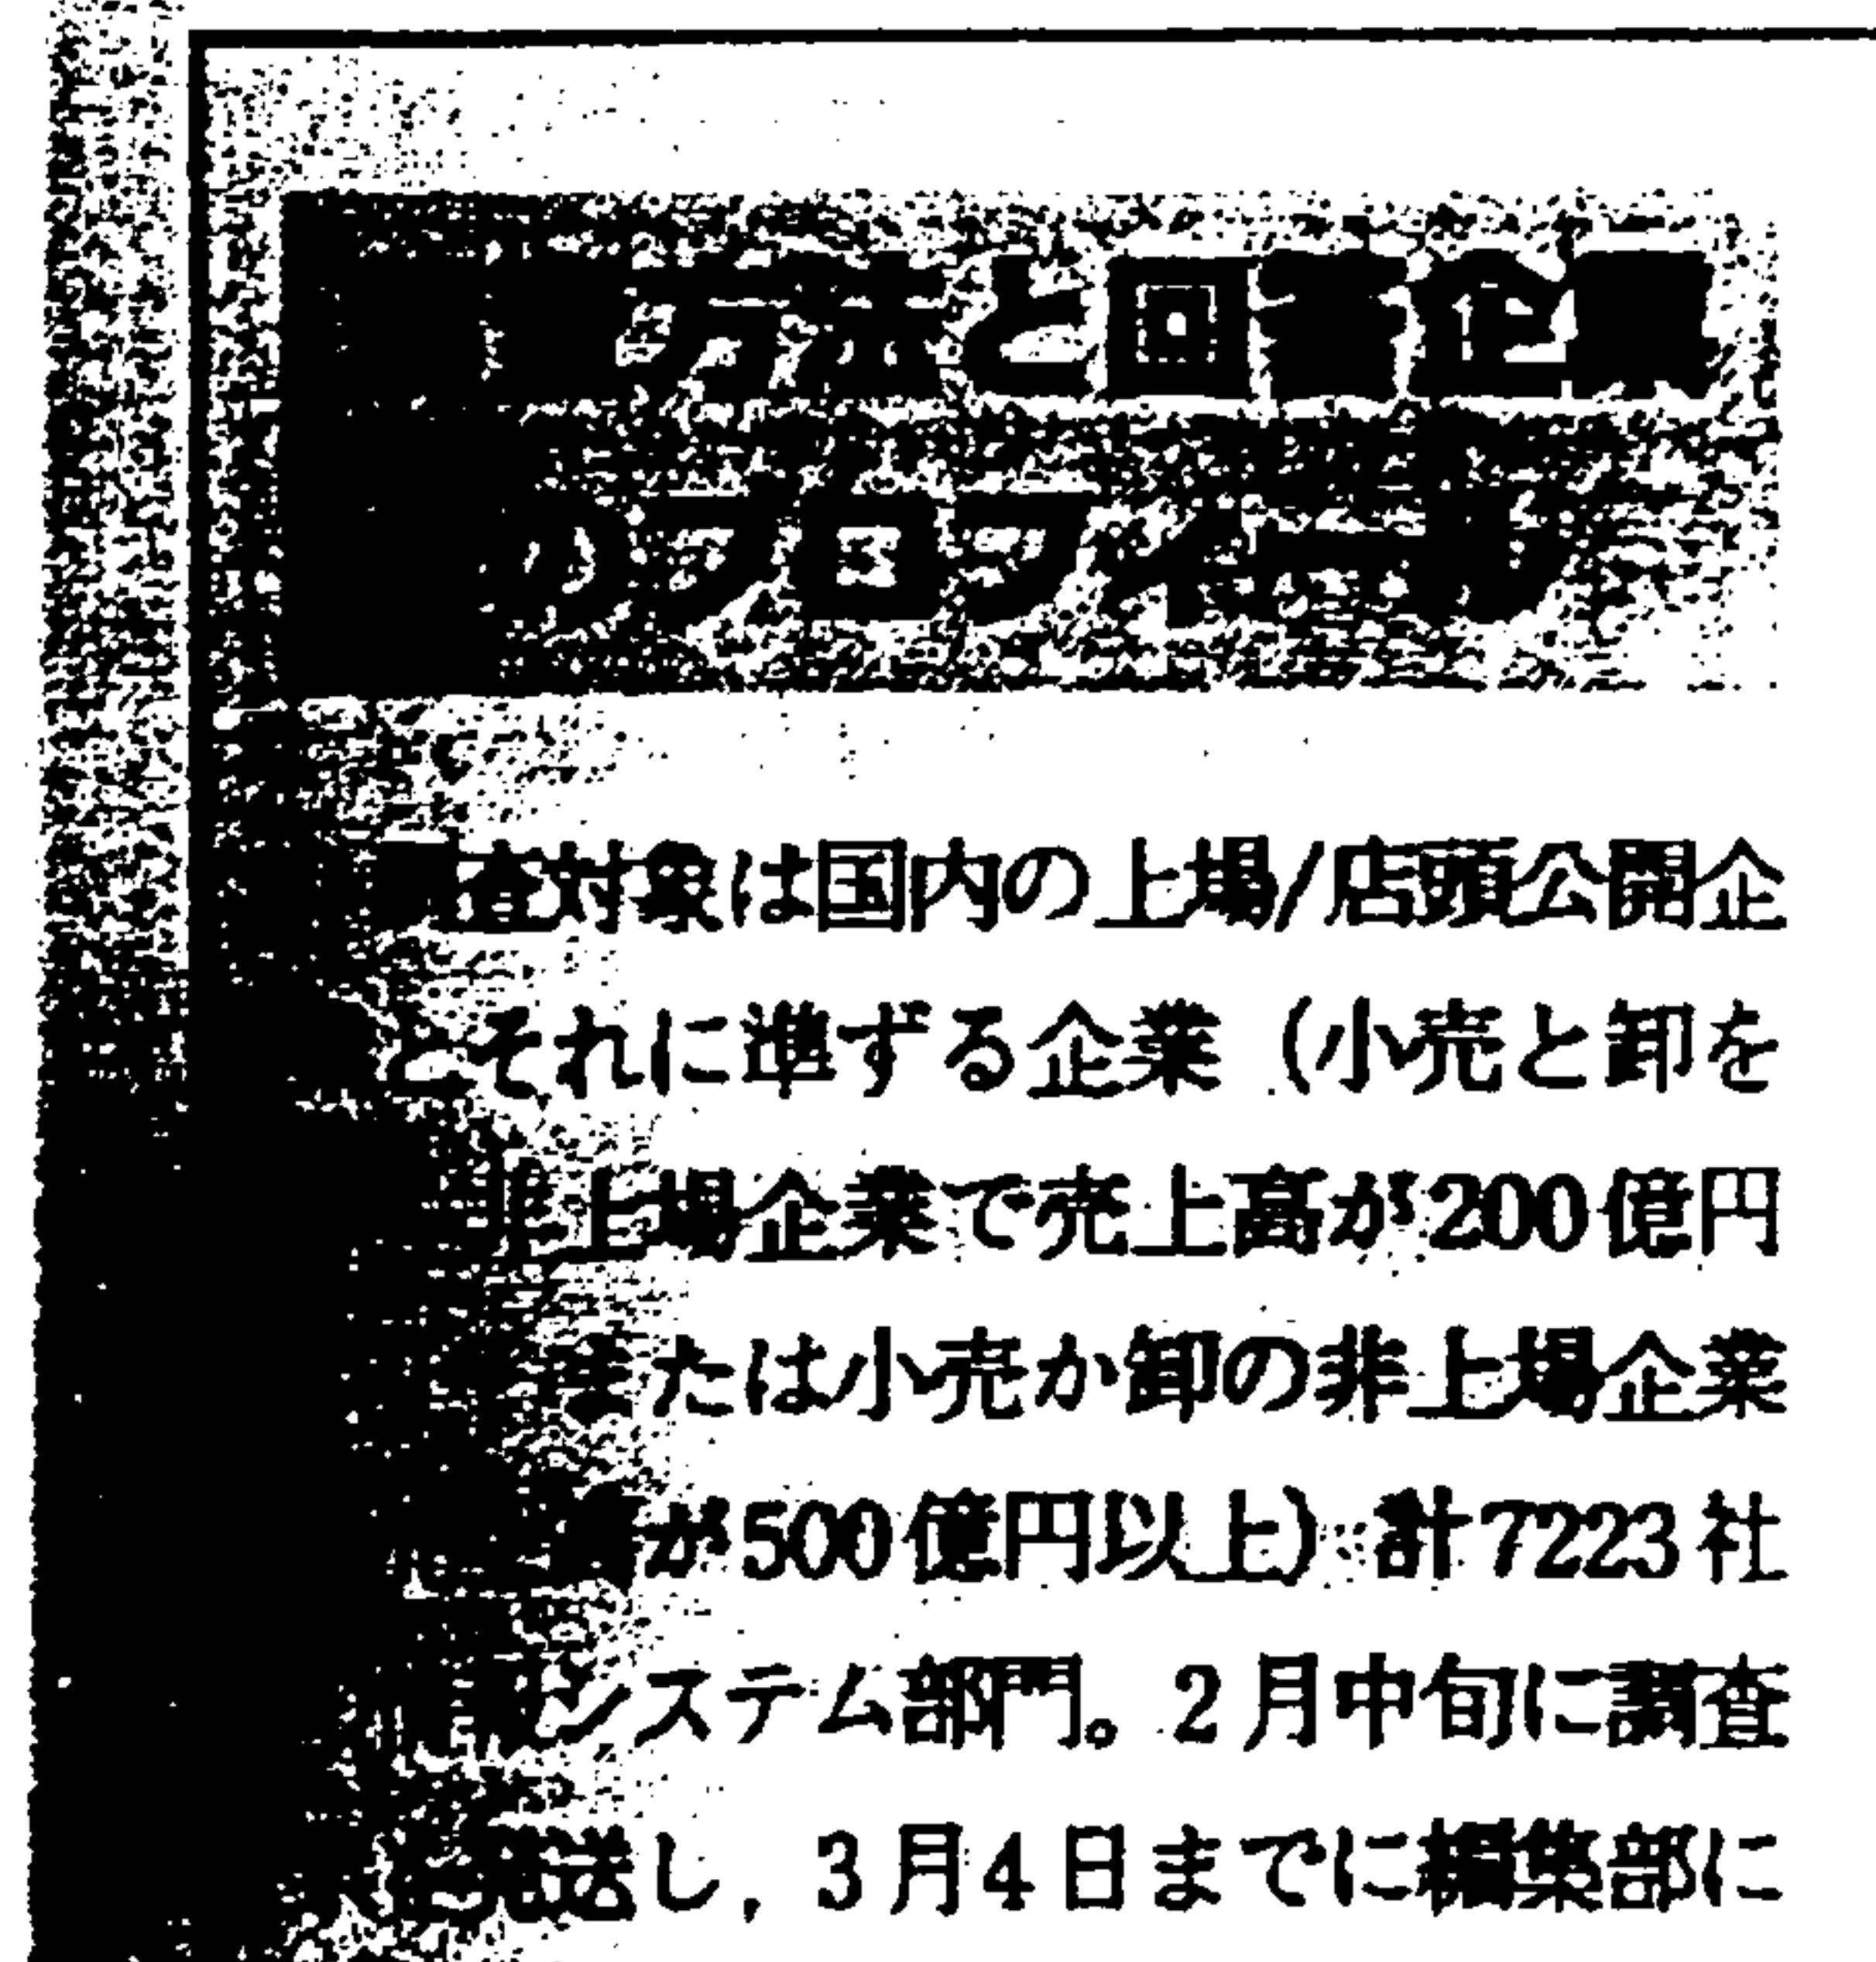 方法と回答企業
のプロフィール
査対象は国内の上場/店頭公開企
とそれに準ずる企業（小売と卸を
非上場企業で売上高が200億円
または小売か卸の非上場企業
が500億円以上）計7223社
システム部門。2月中旬に調査
発送し，3月4日までに編集部に